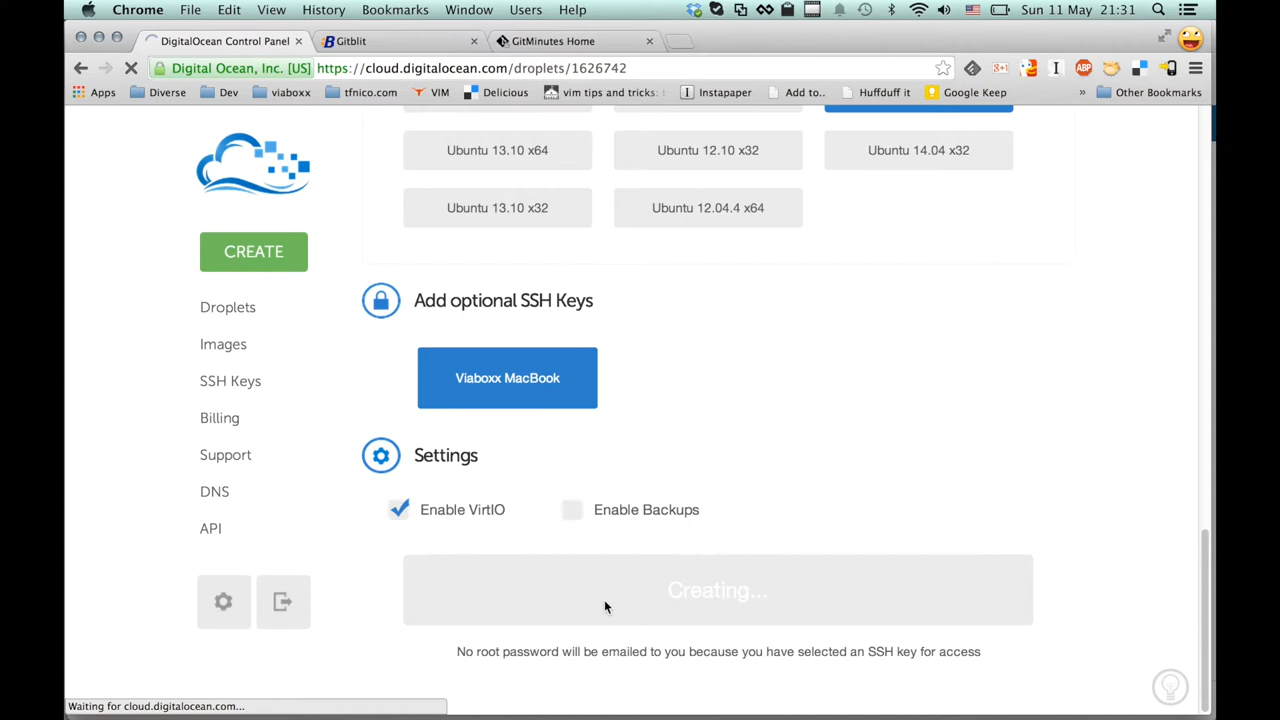 Chrome File Edit View History Bookmarks Window Users Help Sun 11 May 21:31
DigitalOcean Control Panel Gitblit GitMinutes Home
Digital Ocean, Inc. [US] https://cloud.digitalocean.com/droplets/1626742
Apps Diverse Dev viaboxx tfnico.com VIM Delicious vim tips and tricks: Instapaper Add to.. Huffduff it Google Keep » Other Bookmarks
Ubuntu 13.10 x64 Ubuntu 12.10 x32 Ubuntu 14.04 x32
Ubuntu 13.10 x32 Ubuntu 12.04.4 x64
CREATE
Droplets
Images
SSH Keys
Billing
Support
DNS
API
Add optional SSH Keys
Viaboxx MacBook
Settings
Enable VirtIO Enable Backups
Creating...
No root password will be emailed to you because you have selected an SSH key for access
Waiting for cloud.digitalocean.com...